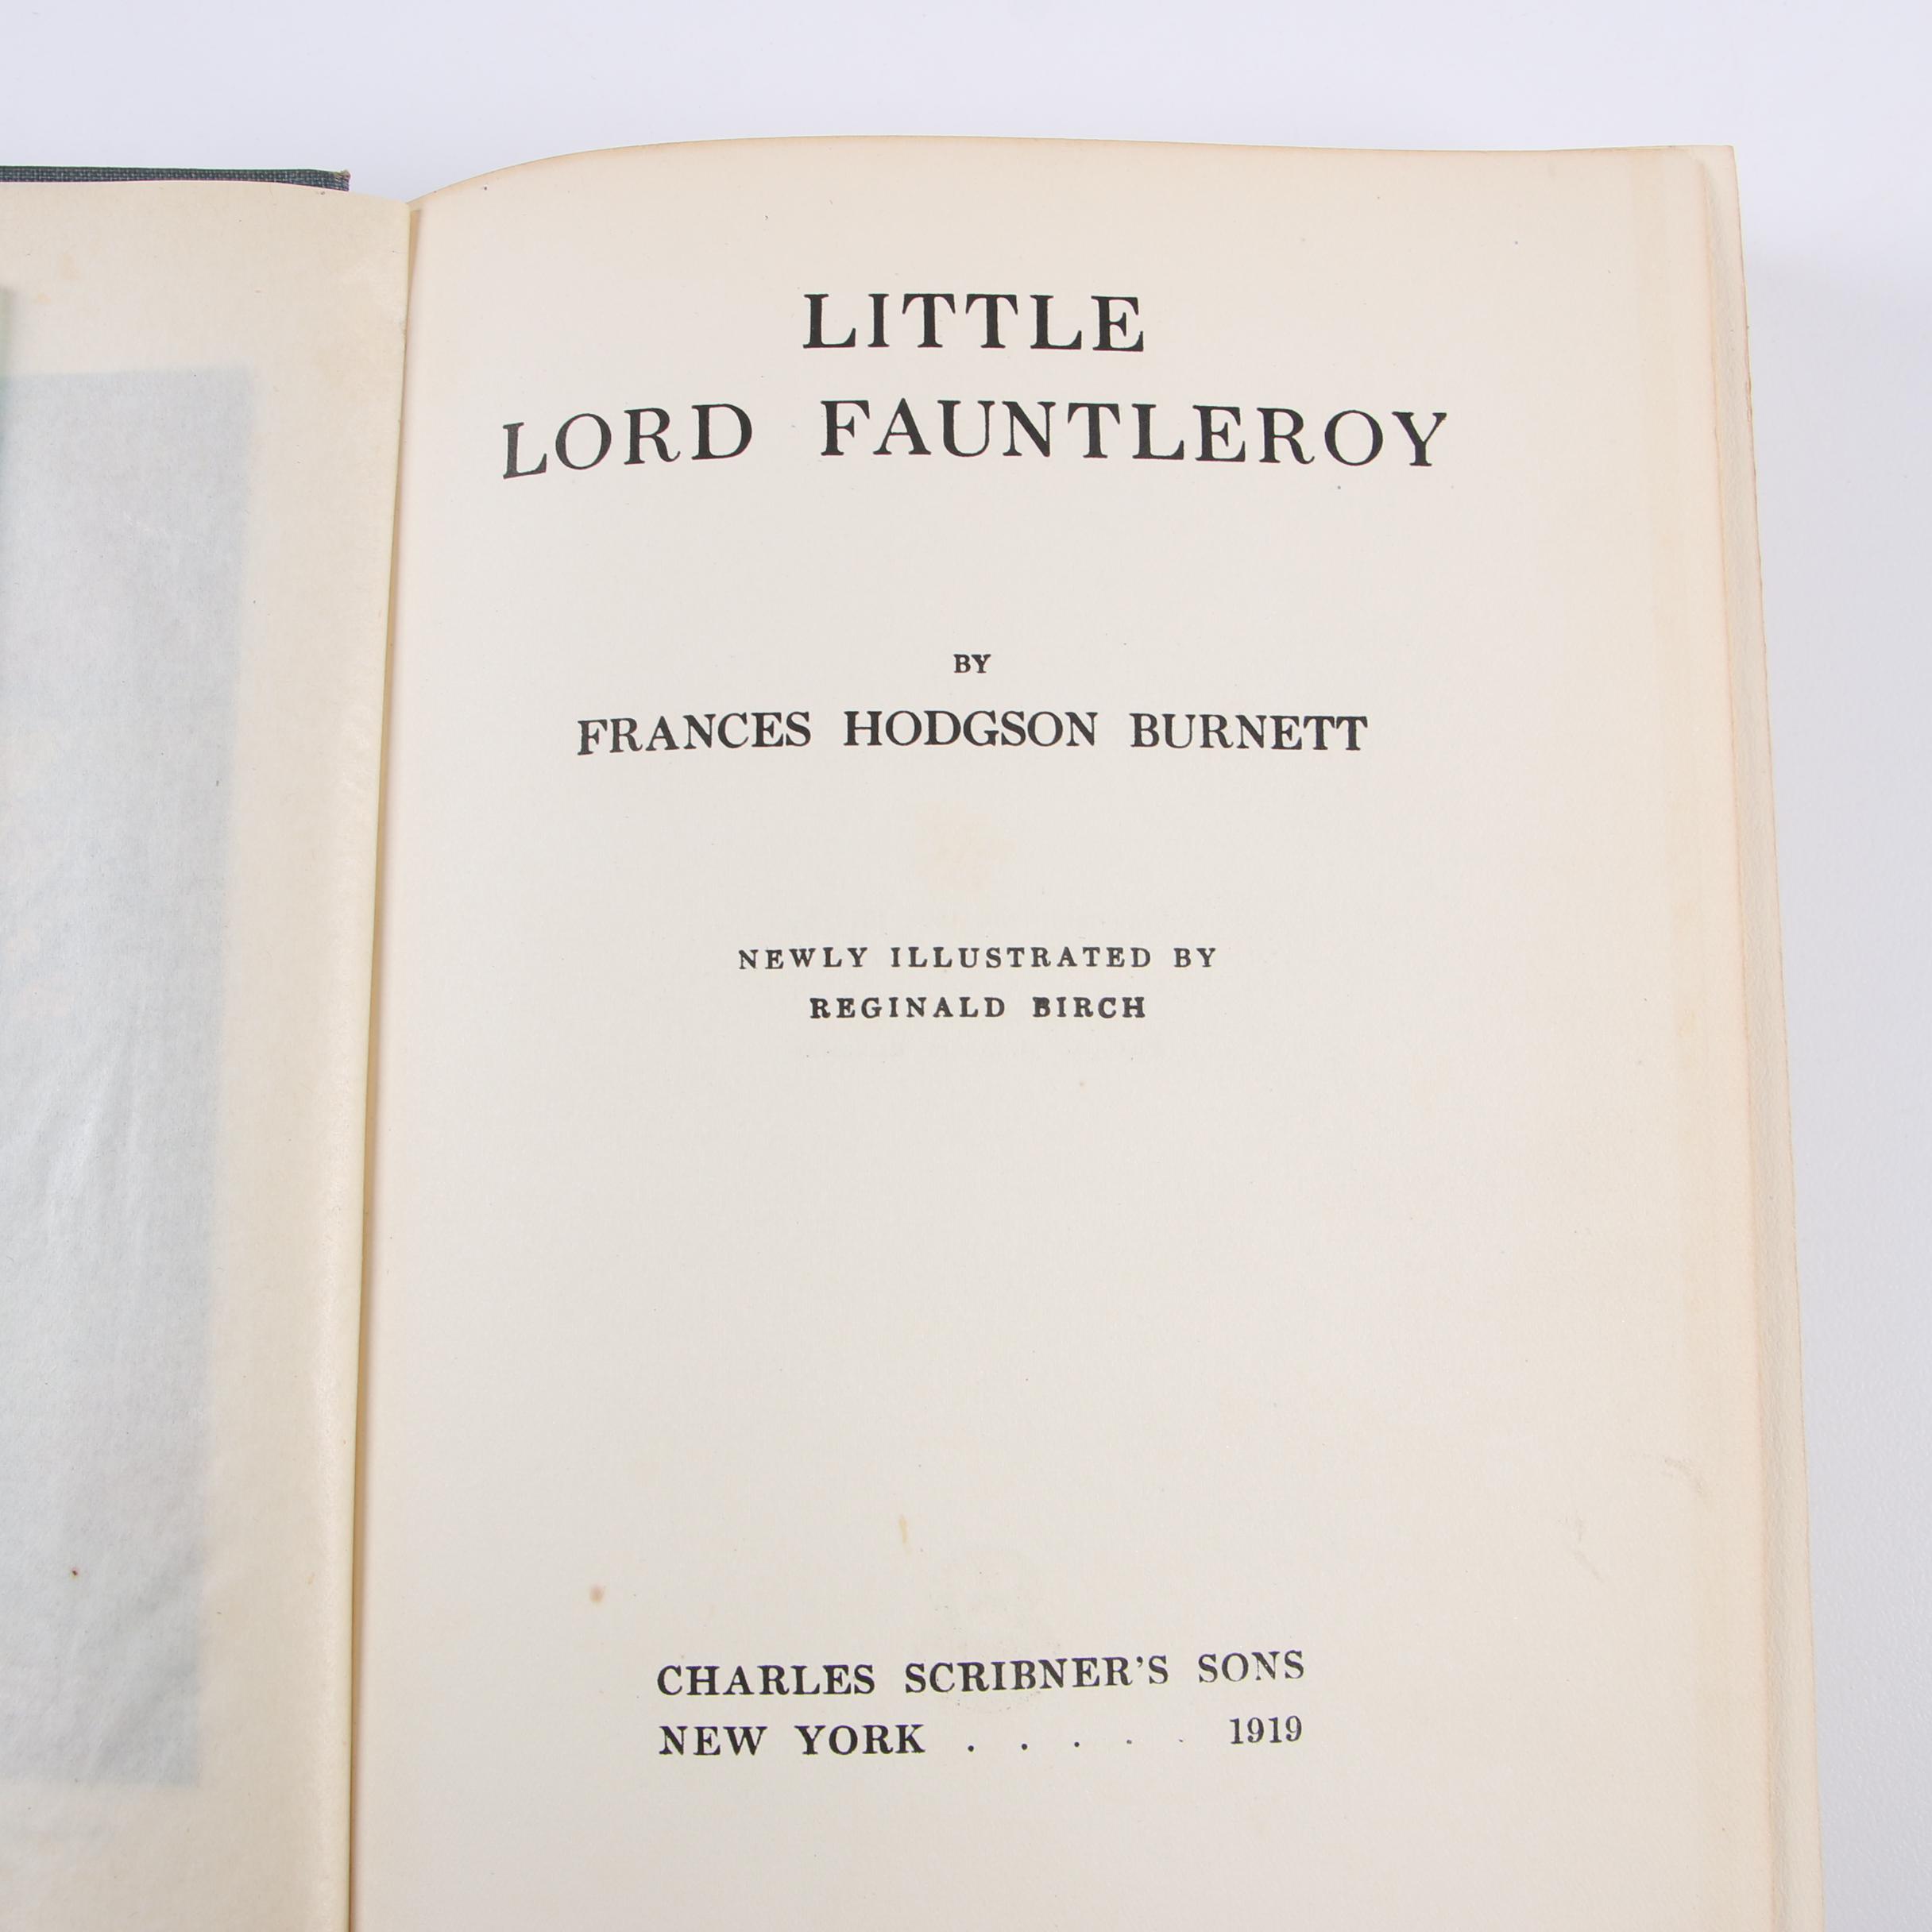 LITTLE
LORD FAUNTLEROY
BY
FRANCES HODGSON BURNETT
NEWLY ILLUSTRATED BY
REGINALD BIRCH
CHARLES SCRIBNER'S SONS
NEW YORK . . . . . 1919